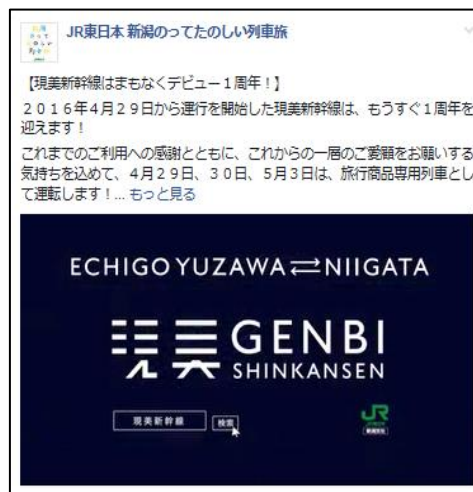 JR東日本 新潟のってたのしい列車旅
【現美新幹線はまもなくデビュー1周年!】
２０１６年４月２９日から運行を開始した現美新幹線は、もうすぐ１周年を
迎えます！
これまでのご利用への感謝とともに、これからの一層のご愛顧をお願いする
気持ちを込めて、４月２９日、３０日、５月３日は、旅行商品専用列車とし
て運転します！... もっと見る
ECHIGO YUZAWA⇄NIIGATA
現美 GENBI
SHINKANSEN
現美新幹線 検索
JR